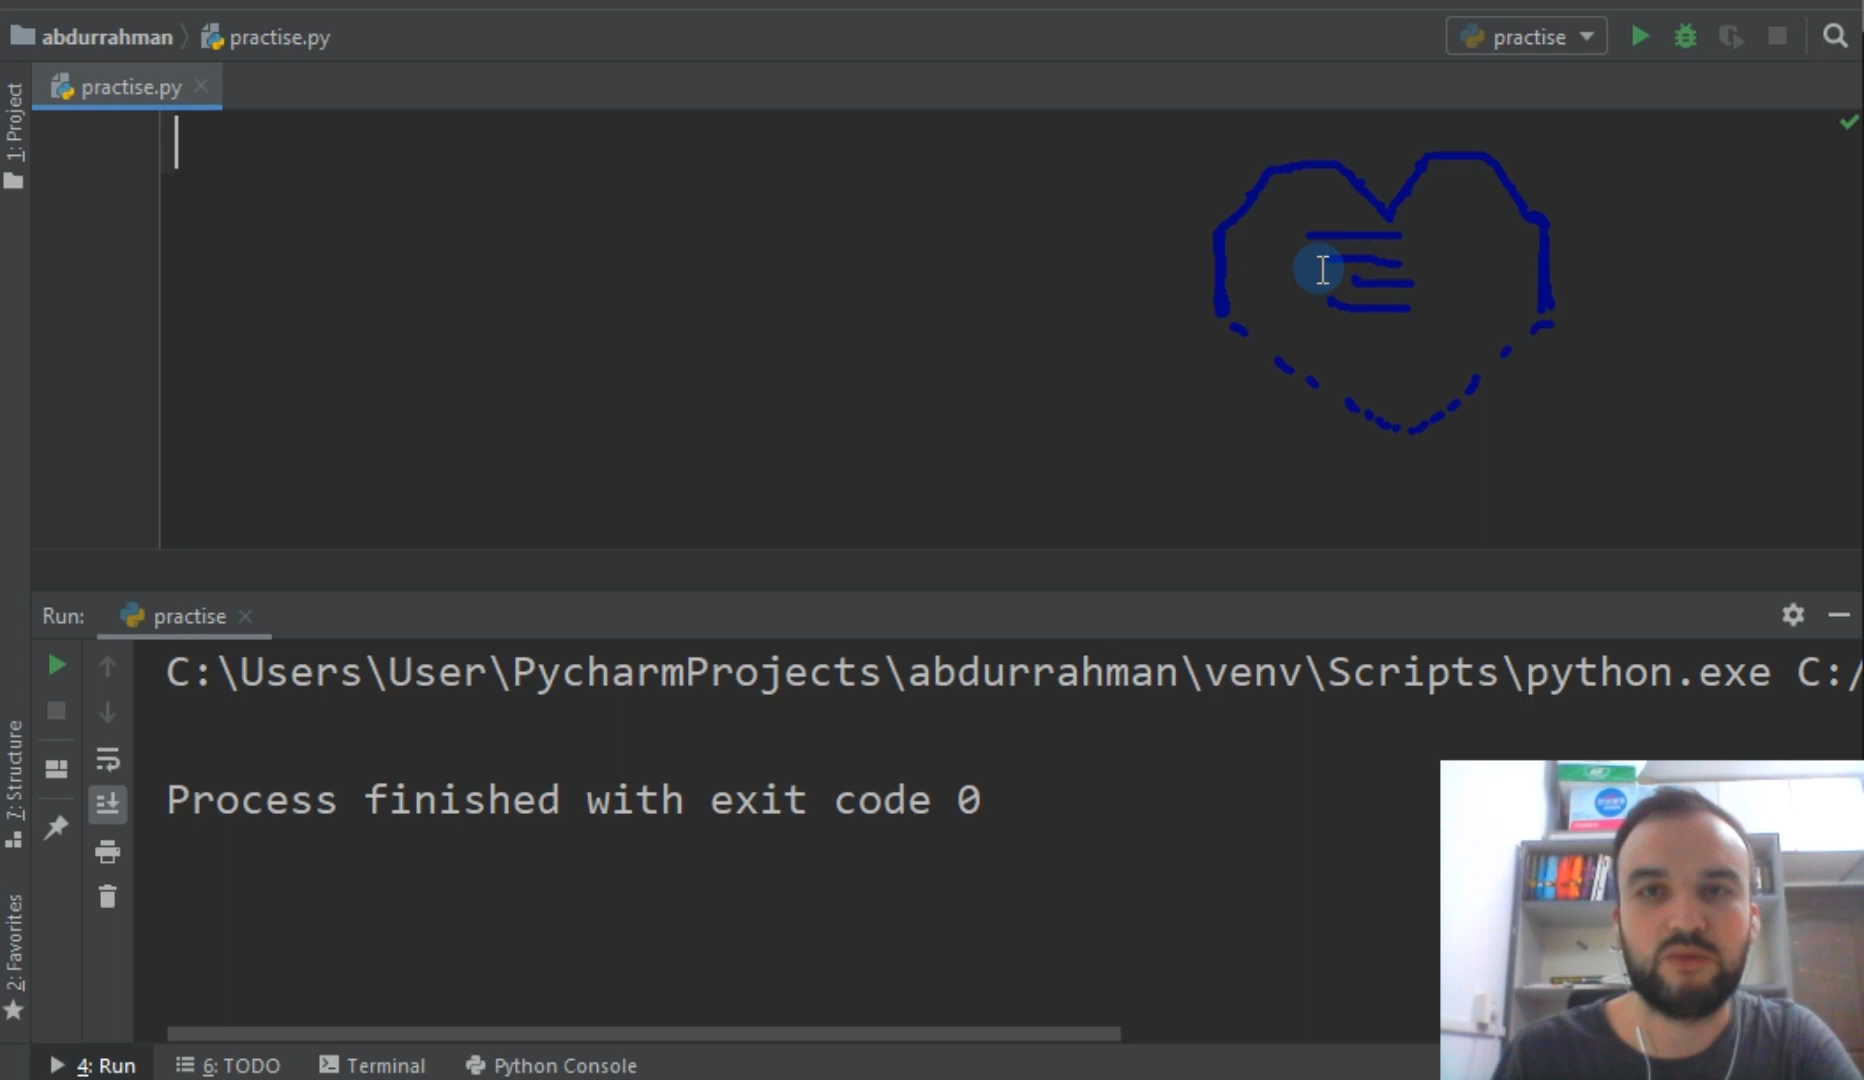 abdurrahman
practise.py
practise
practise.py
1: Project
Run:
practise
C:\Users\User\PycharmProjects\abdurrahman\venv\Scripts\python.exe C:/
Process finished with exit code 0
7: Structure
2: Favorites
4: Run
6: TODO
Terminal
Python Console